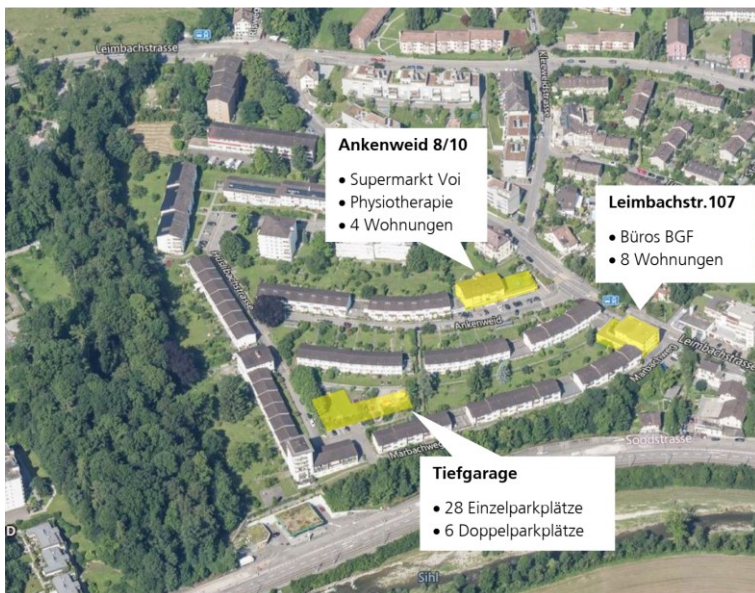 Leimbachstrasse
Ankenweid 8/10
• Supermarkt Voi
• Physiotherapie
• 4 Wohnungen
Leimbachstr.107
• Büros BGF
• 8 Wohnungen
Ankenweid
Leimbachstrasse
Marbachweg
Soodstrasse
Tiefgarage
• 28 Einzelparkplätze
• 6 Doppelparkplätze
Sihl
D